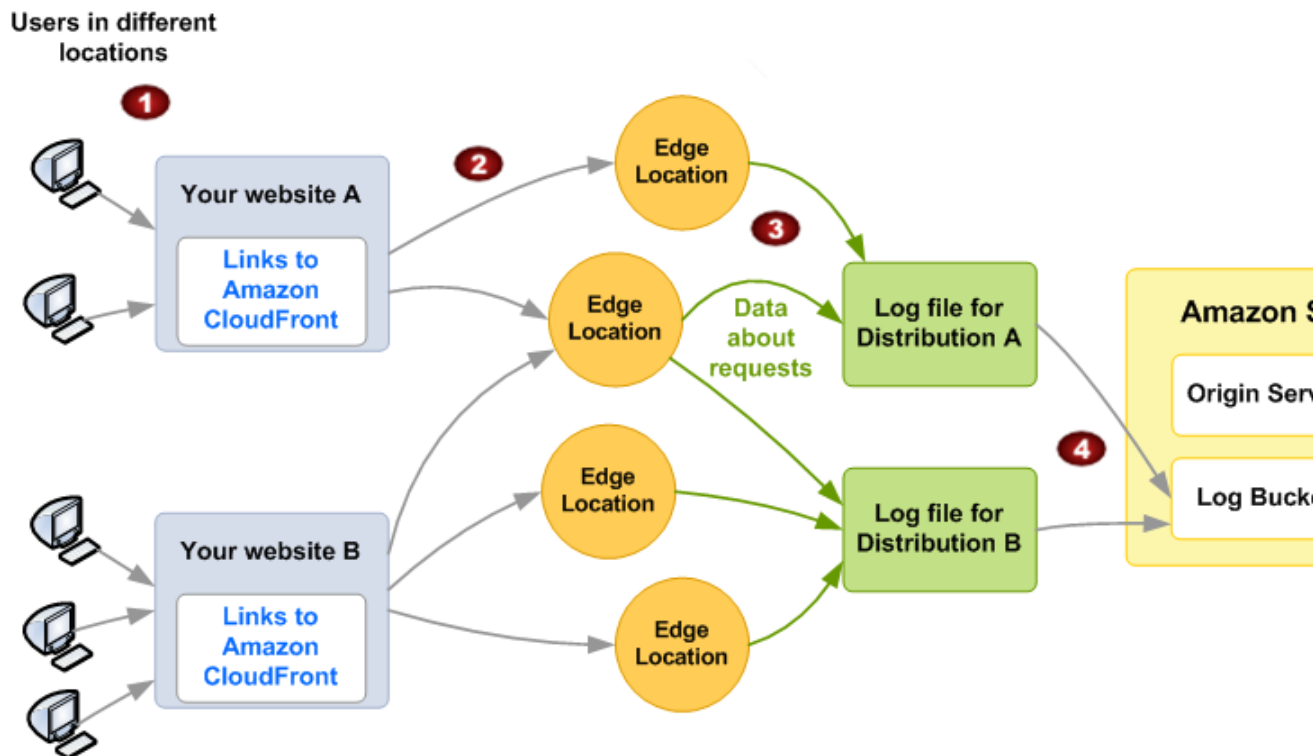 Users in different
locations
1
Your website A
Links to
Amazon
CloudFront
2
Edge
Location
3
Edge
Location
Data
about
requests
Log file for
Distribution A
Amazon S
Origin Serv
Log Bucke
4
Your website B
Links to
Amazon
CloudFront
Edge
Location
Edge
Location
Log file for
Distribution B